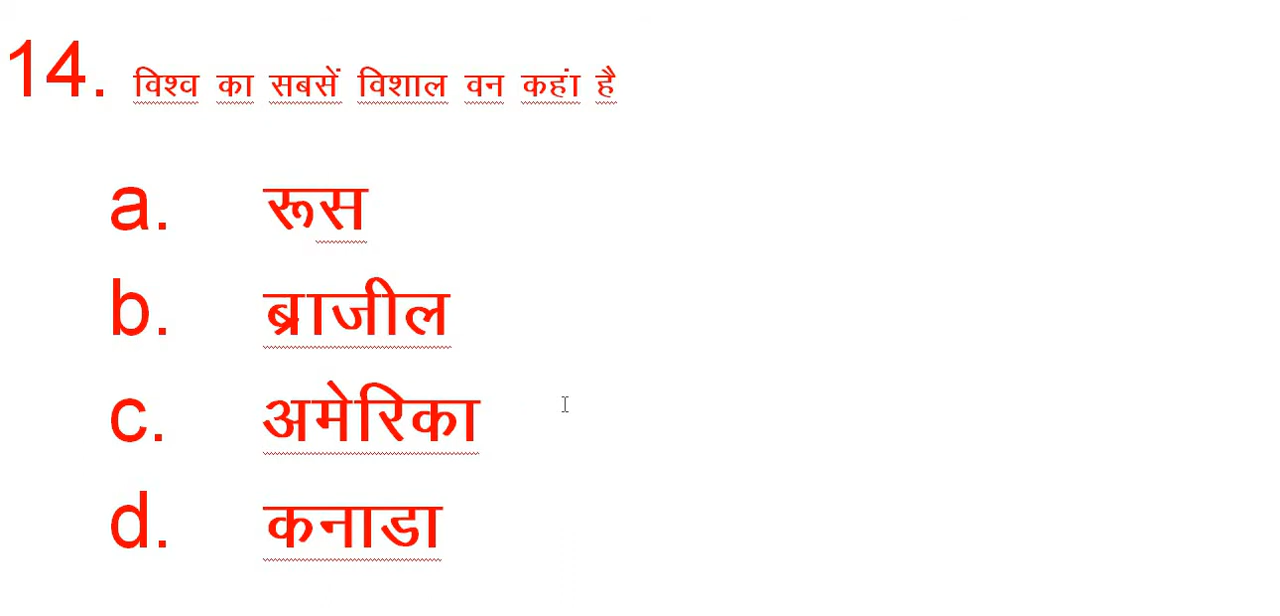 14. विश्व का सबसें विशाल वन कहां है
a. रूस
b. ब्राजील
c. अमेरिका
d. कनाडा